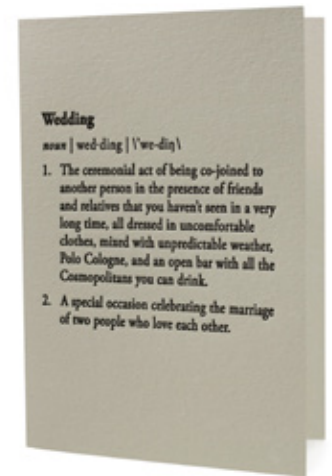 Wedding
noun | wed·ding | \'we-diŋ\
1. The ceremonial act of being co-joined to
another person in the presence of friends
and relatives that you haven't seen in a very
long time, all dressed in uncomfortable
clothes, mixed with unpredictable weather,
Polo Cologne, and an open bar with all the
Cosmopolitans you can drink.
2. A special occasion celebrating the marriage
of two people who love each other.